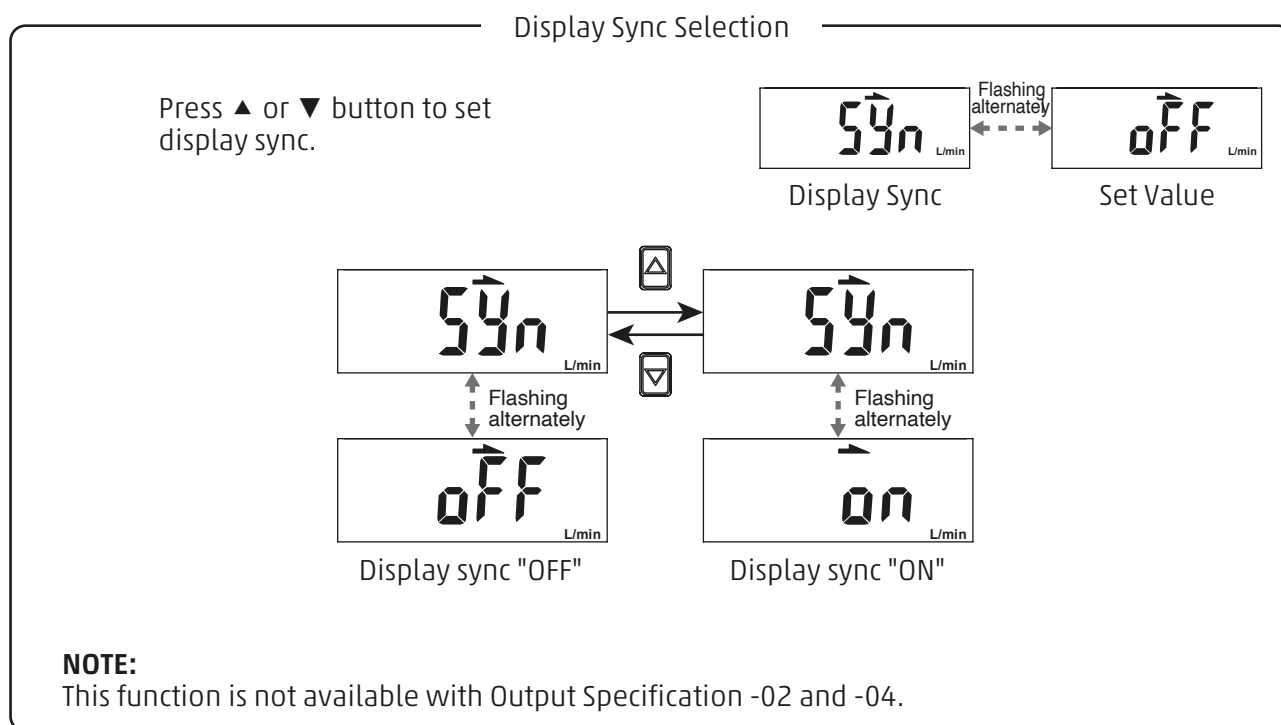 Display Sync Selection
Press ▲ or ▼ button to set
display sync.
Flashing
alternately
Syn
L/min
oFF
L/min
Display Sync
Set Value
Syn
L/min
Syn
L/min
Flashing
alternately
Flashing
alternately
oFF
L/min
on
L/min
Display sync "OFF"
Display sync "ON"
NOTE:
This function is not available with Output Specification -02 and -04.